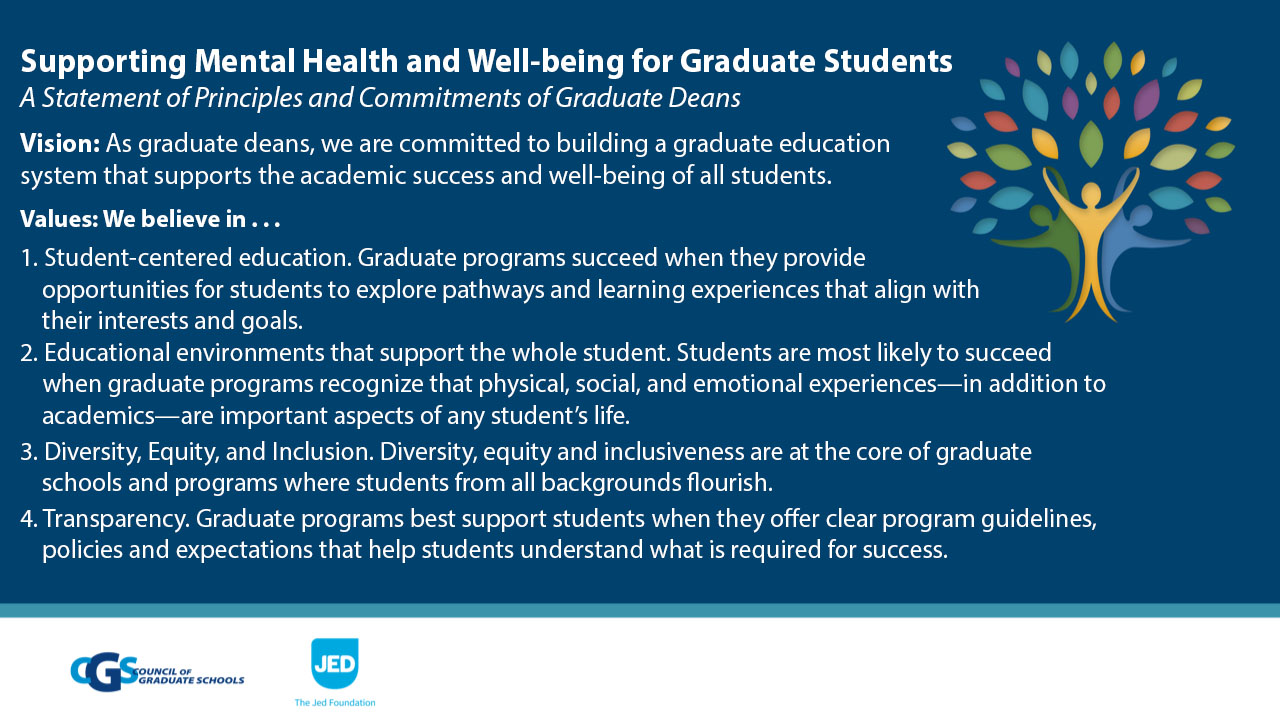 Supporting Mental Health and Well-being for Graduate Students
A Statement of Principles and Commitments of Graduate Deans
Vision: As graduate deans, we are committed to building a graduate education
system that supports the academic success and well-being of all students.
Values: We believe in . . .
1. Student-centered education. Graduate programs succeed when they provide
opportunities for students to explore pathways and learning experiences that align with
their interests and goals.
2. Educational environments that support the whole student. Students are most likely to succeed
when graduate programs recognize that physical, social, and emotional experiences—in addition to
academics—are important aspects of any student’s life.
3. Diversity, Equity, and Inclusion. Diversity, equity and inclusiveness are at the core of graduate
schools and programs where students from all backgrounds flourish.
4. Transparency. Graduate programs best support students when they offer clear program guidelines,
policies and expectations that help students understand what is required for success.
CGS COUNCIL OF
GRADUATE SCHOOLS
JED
The Jed Foundation